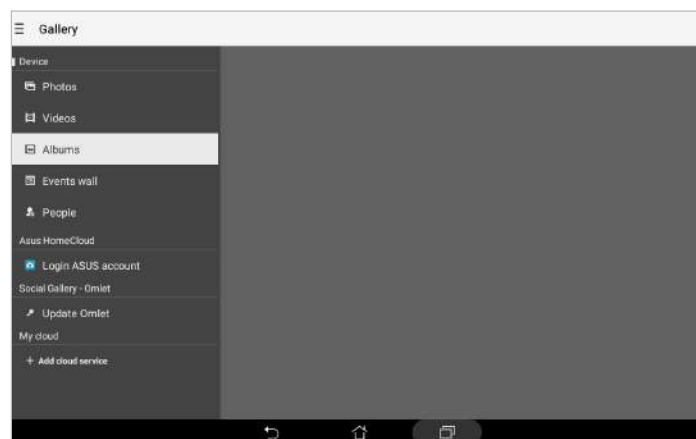 Gallery
Device
Photos
Videos
Albums
Events wall
People
Asus HomeCloud
Login ASUS account
Social Gallery - Omlet
Update Omlet
My cloud
+ Add cloud service